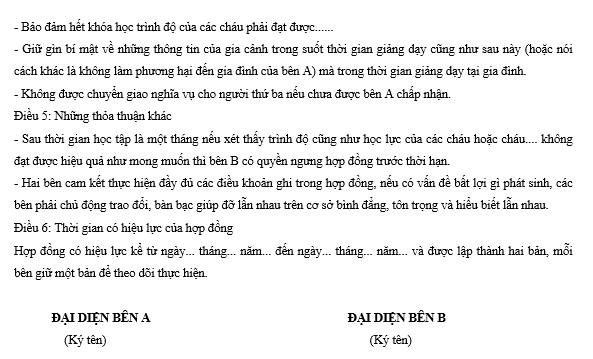 - Bảo đảm hết khóa học trình độ của các cháu phải đạt được......
- Giữ gìn bí mật về những thông tin của gia cảnh trong suốt thời gian giảng dạy cũng như sau này (hoặc nói
cách khác là không làm phương hại đến gia đình của bên A) mà trong thời gian giảng dạy tại gia đình.
- Không được chuyển giao nghĩa vụ cho người thứ ba nếu chưa được bên A chấp nhận.
Điều 5: Những thỏa thuận khác
- Sau thời gian học tập là một tháng nếu xét thấy trình độ cũng như học lực của các cháu hoặc cháu.... không
đạt được hiệu quả như mong muốn thì bên B có quyền ngưng hợp đồng trước thời hạn.
- Hai bên cam kết thực hiện đầy đủ các điều khoản ghi trong hợp đồng, nếu có vấn đề bất lợi gì phát sinh, các
bên phải chủ động trao đổi, bàn bạc giúp đỡ lẫn nhau trên cơ sở bình đẳng, tôn trọng và hiểu biết lẫn nhau.
Điều 6: Thời gian có hiệu lực của hợp đồng
Hợp đồng có hiệu lực kể từ ngày... tháng... năm... đến ngày... tháng... năm... và được lập thành hai bản, mỗi
bên giữ một bản để theo dõi thực hiện.
ĐẠI DIỆN BÊN A ĐẠI DIỆN BÊN B
(Ký tên) (Ký tên)